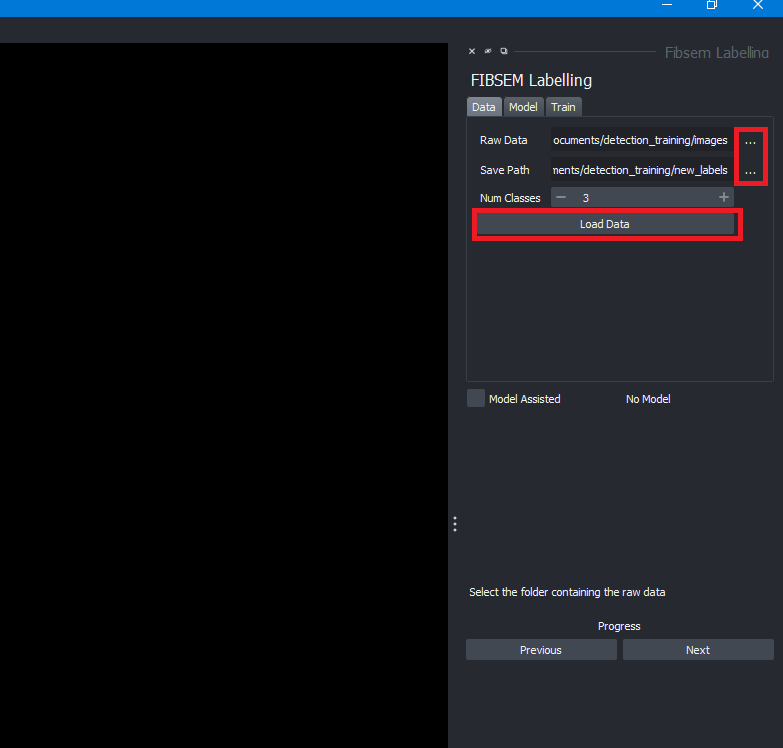 Fibsem Labelling
FIBSEM Labelling
Data Model Train
Raw Data ocuments/detection_training/images ...
Save Path ments/detection_training/new_labels ...
Num Classes − 3 +
Load Data
Model Assisted No Model
Select the folder containing the raw data
Progress
Previous Next